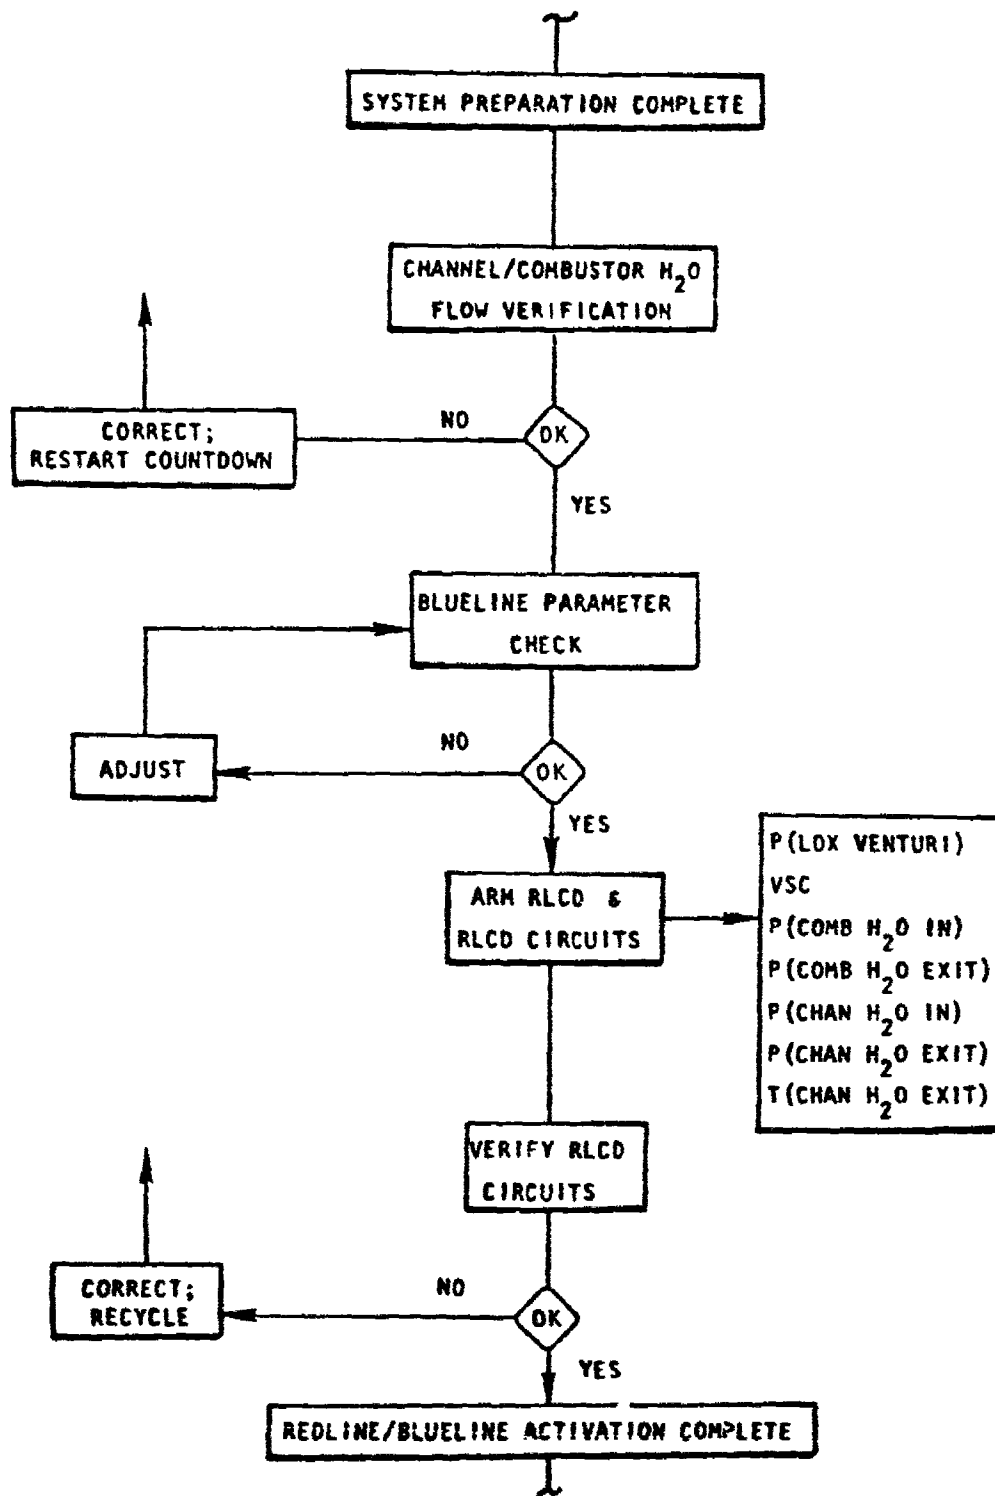 SYSTEM PREPARATION COMPLETE
CHANNEL/COMBUSTOR H₂O
FLOW VERIFICATION
NO
OK
CORRECT;
RESTART COUNTDOWN
YES
BLUELINE PARAMETER
CHECK
NO
OK
ADJUST
YES
ARM RLCD &
RLCD CIRCUITS
P(LOX VENTURI)
VSC
P(COMB H₂O IN)
P(COMB H₂O EXIT)
P(CHAN H₂O IN)
P(CHAN H₂O EXIT)
T(CHAN H₂O EXIT)
VERIFY RLCD
CIRCUITS
NO
OK
CORRECT;
RECYCLE
YES
REDLINE/BLUELINE ACTIVATION COMPLETE